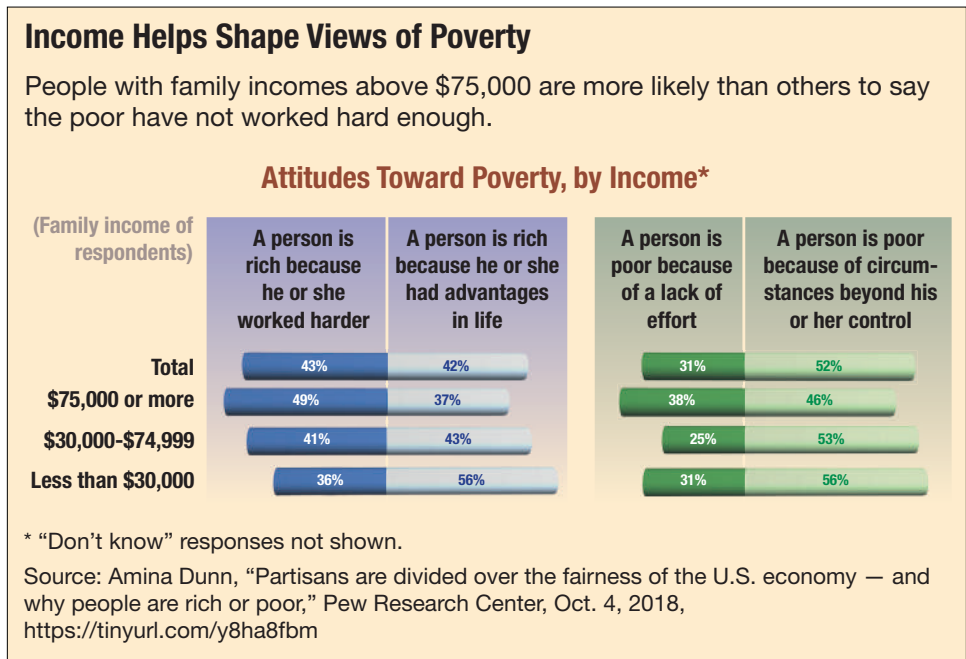 Income Helps Shape Views of Poverty
People with family incomes above $75,000 are more likely than others to say
the poor have not worked hard enough.
Attitudes Toward Poverty, by Income*
(Family income of
respondents)
A person is
rich because
he or she
worked harder
A person is rich
because he or she
had advantages
in life
A person is
poor because
of a lack of
effort
A person is poor
because of circum-
stances beyond his
or her control
Total 43% 42% 31% 52%
$75,000 or more 49% 37% 38% 46%
$30,000-$74,999 41% 43% 25% 53%
Less than $30,000 36% 56% 31% 56%
* “Don’t know” responses not shown.
Source: Amina Dunn, “Partisans are divided over the fairness of the U.S. economy — and
why people are rich or poor,” Pew Research Center, Oct. 4, 2018,
https://tinyurl.com/y8ha8fbm